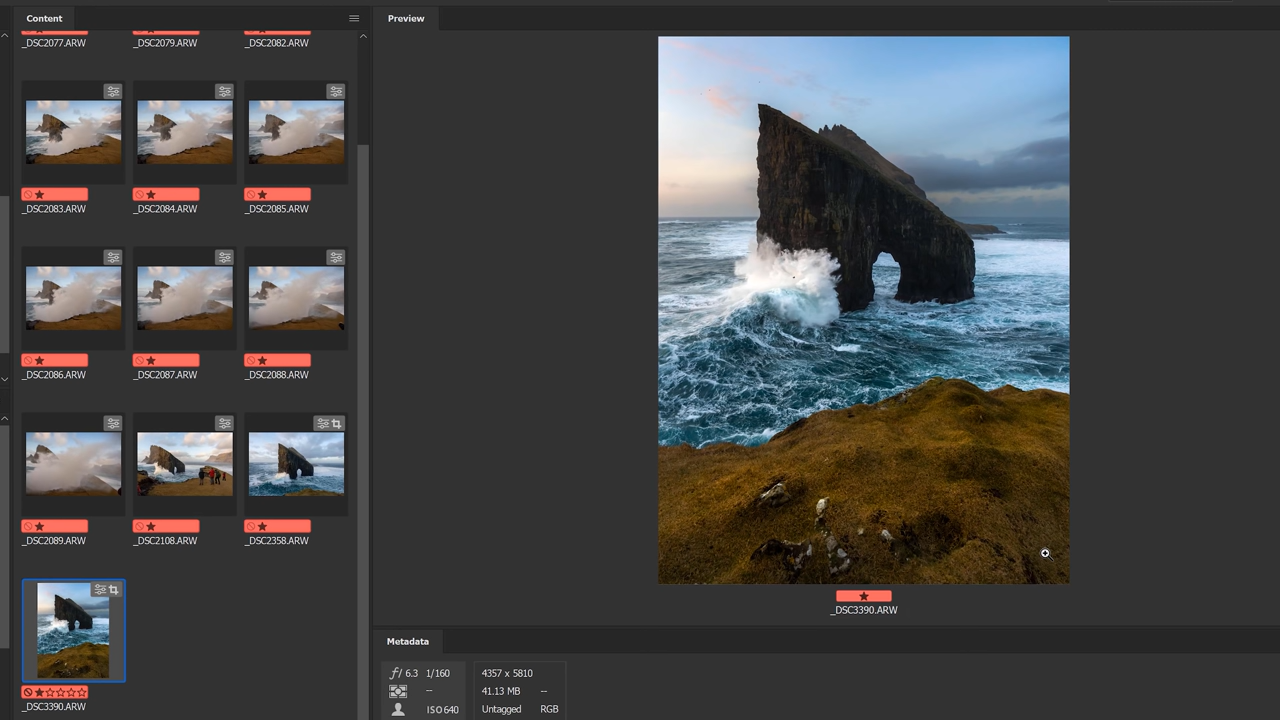 Content
_DSC2077.ARW
_DSC2079.ARW
_DSC2082.ARW
_DSC2083.ARW
_DSC2084.ARW
_DSC2085.ARW
_DSC2086.ARW
_DSC2087.ARW
_DSC2088.ARW
_DSC2089.ARW
_DSC2108.ARW
_DSC2358.ARW
_DSC3390.ARW
Preview
_DSC3390.ARW
Metadata
f/ 6.3 1/160
--
ISO 640
4357 x 5810
41.13 MB --
Untagged RGB